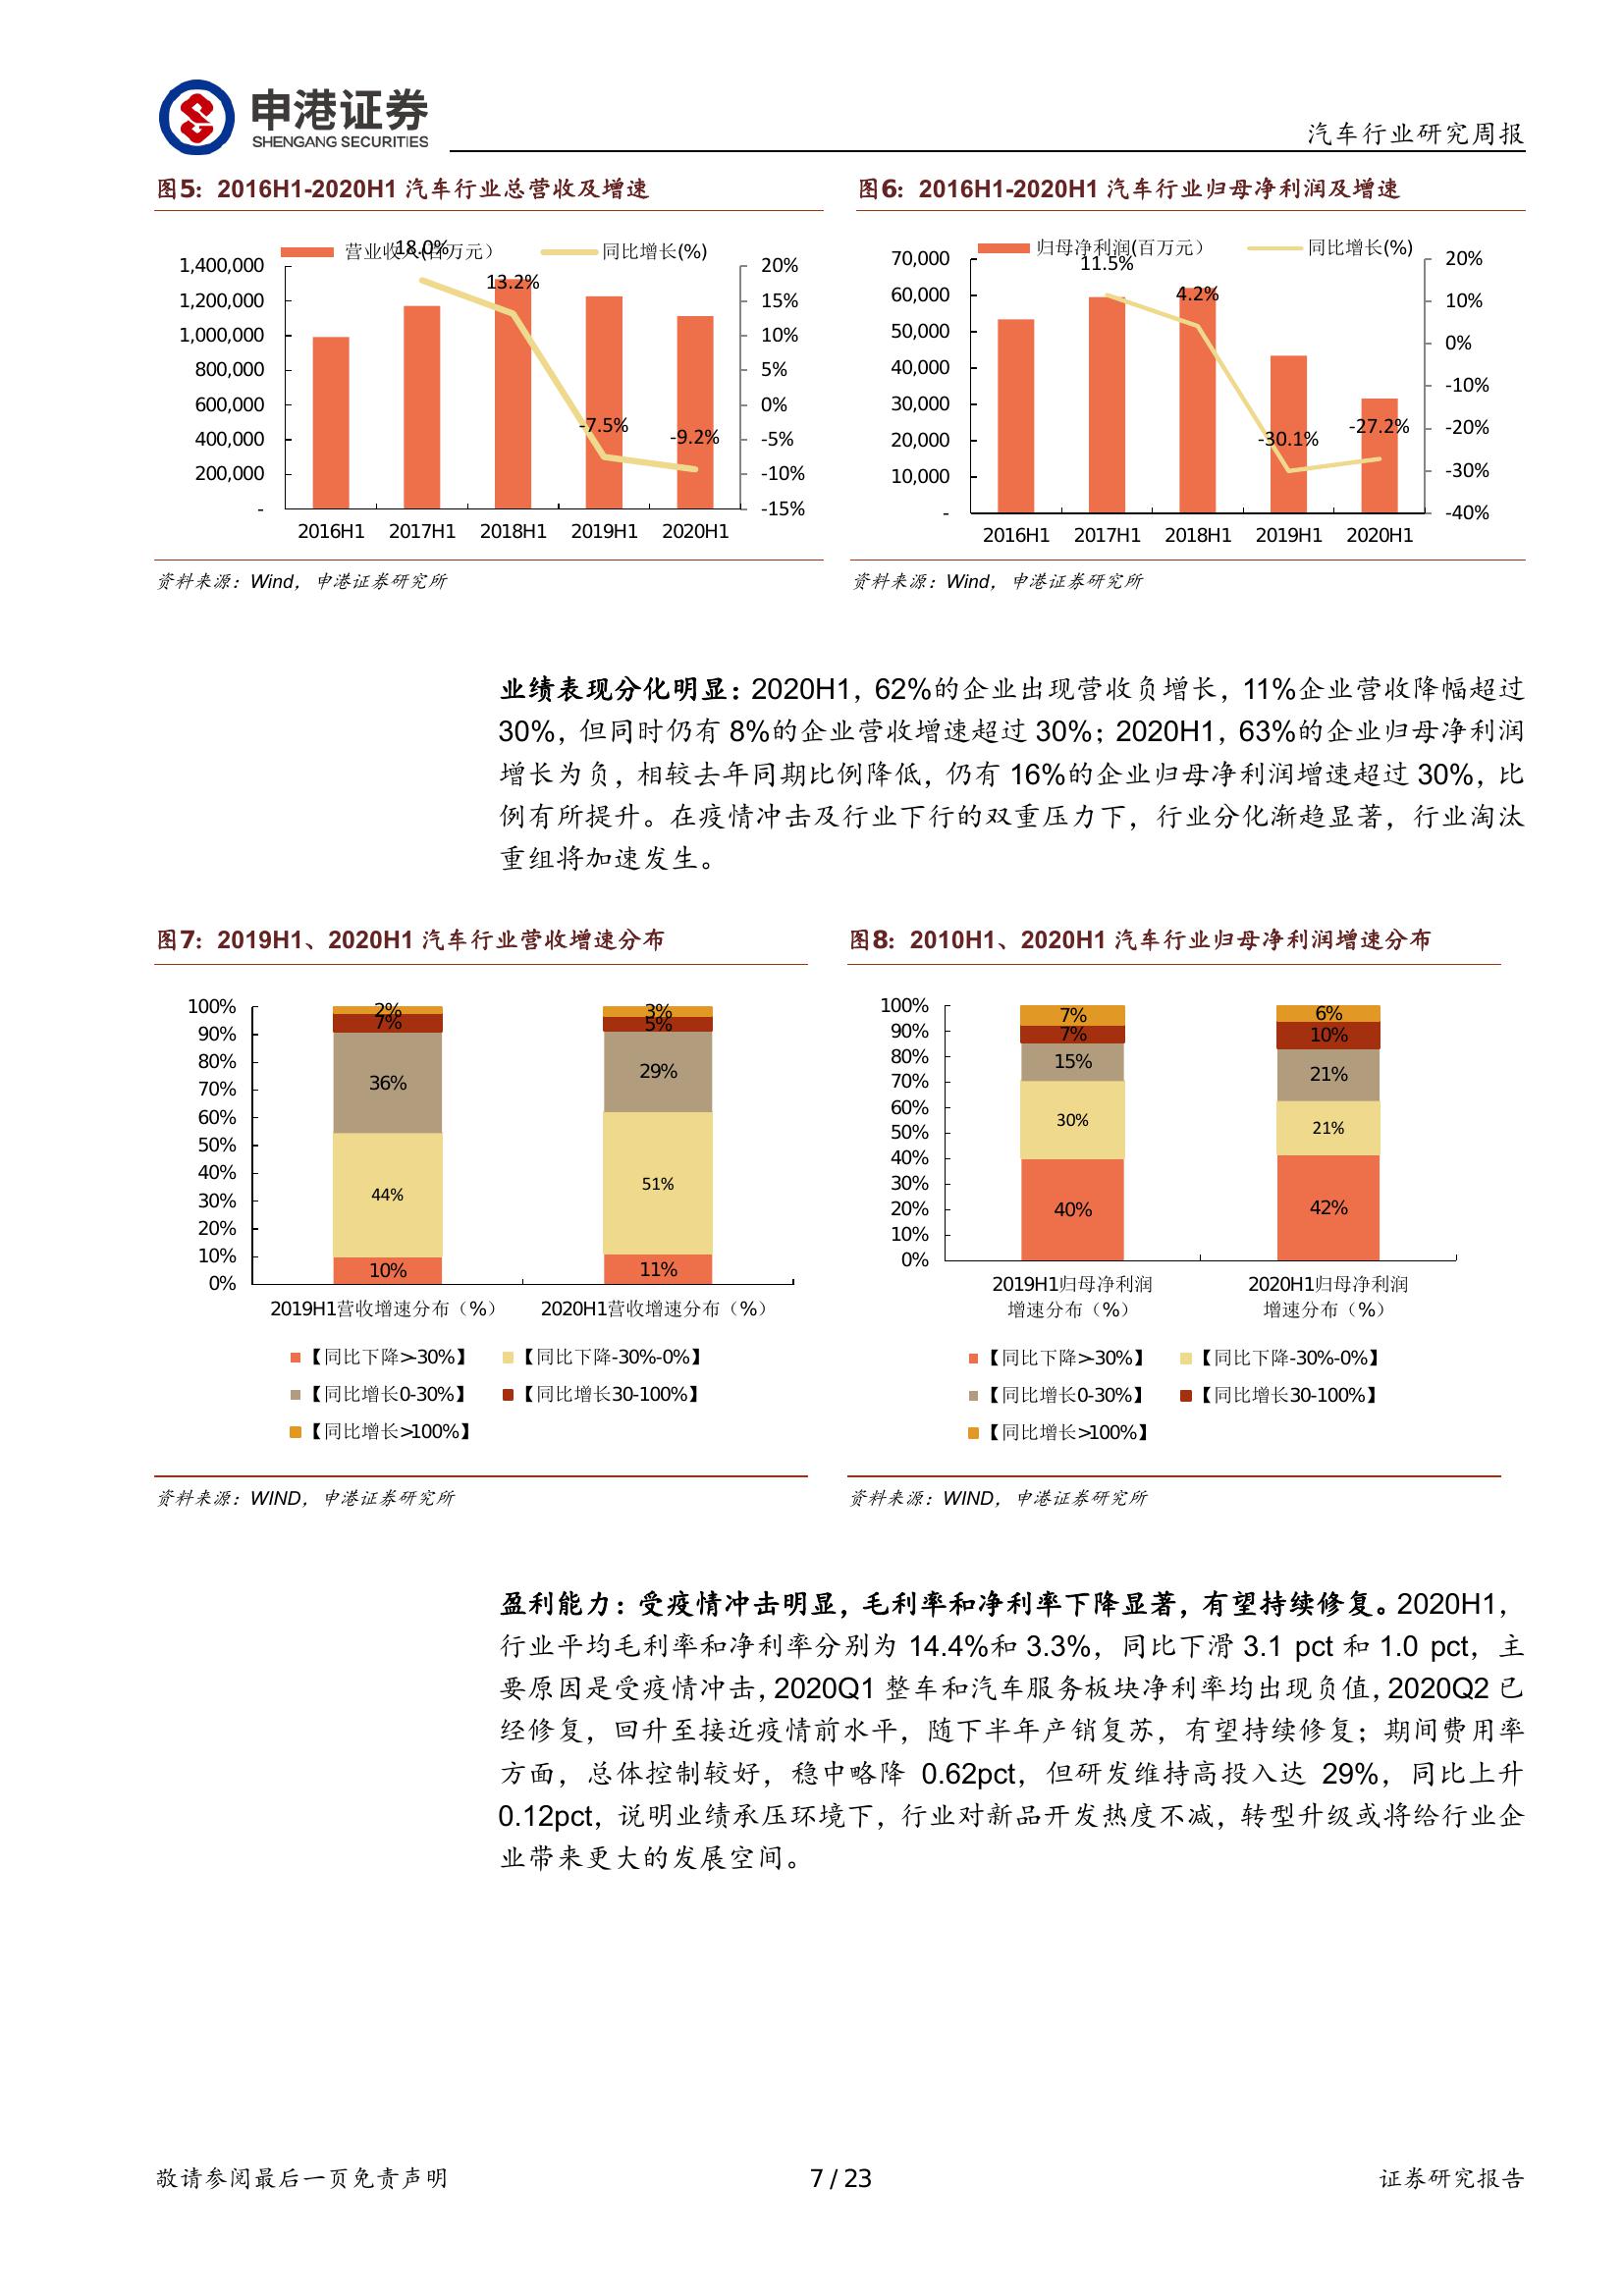 申港证券
SHENGANG SECURITIES
汽车行业研究周报
图5：2016H1-2020H1 汽车行业总营收及增速
营业收入(百万元）
同比增长(%)
18.0%
13.2%
-7.5%
-9.2%
1,400,000
1,200,000
1,000,000
800,000
600,000
400,000
200,000
-
20%
15%
10%
5%
0%
-5%
-10%
-15%
2016H1 2017H1 2018H1 2019H1 2020H1
资料来源：Wind，申港证券研究所
图6：2016H1-2020H1 汽车行业归母净利润及增速
归母净利润(百万元）
同比增长(%)
11.5%
4.2%
-30.1%
-27.2%
70,000
60,000
50,000
40,000
30,000
20,000
10,000
-
20%
10%
0%
-10%
-20%
-30%
-40%
2016H1 2017H1 2018H1 2019H1 2020H1
资料来源：Wind，申港证券研究所
业绩表现分化明显：2020H1，62%的企业出现营收负增长，11%企业营收降幅超过
30%，但同时仍有 8%的企业营收增速超过 30%；2020H1，63%的企业归母净利润
增长为负，相较去年同期比例降低，仍有 16%的企业归母净利润增速超过 30%，比
例有所提升。在疫情冲击及行业下行的双重压力下，行业分化渐趋显著，行业淘汰
重组将加速发生。
图7：2019H1、2020H1 汽车行业营收增速分布
100%
90%
80%
70%
60%
50%
40%
30%
20%
10%
0%
2%
7%
36%
44%
10%
3%
5%
29%
51%
11%
2019H1营收增速分布（%）
2020H1营收增速分布（%）
【同比下降>-30%】
【同比下降-30%-0%】
【同比增长0-30%】
【同比增长30-100%】
【同比增长>100%】
资料来源：WIND，申港证券研究所
图8：2010H1、2020H1 汽车行业归母净利润增速分布
100%
90%
80%
70%
60%
50%
40%
30%
20%
10%
0%
7%
7%
15%
30%
40%
6%
10%
21%
21%
42%
2019H1归母净利润
增速分布（%）
2020H1归母净利润
增速分布（%）
【同比下降>-30%】
【同比下降-30%-0%】
【同比增长0-30%】
【同比增长30-100%】
【同比增长>100%】
资料来源：WIND，申港证券研究所
盈利能力：受疫情冲击明显，毛利率和净利率下降显著，有望持续修复。2020H1，
行业平均毛利率和净利率分别为 14.4%和 3.3%，同比下滑 3.1 pct 和 1.0 pct，主
要原因是受疫情冲击，2020Q1 整车和汽车服务板块净利率均出现负值，2020Q2 已
经修复，回升至接近疫情前水平，随下半年产销复苏，有望持续修复；期间费用率
方面，总体控制较好，稳中略降 0.62pct，但研发维持高投入达 29%，同比上升
0.12pct，说明业绩承压环境下，行业对新品开发热度不减，转型升级或将给行业企
业带来更大的发展空间。
敬请参阅最后一页免责声明
7 / 23
证券研究报告